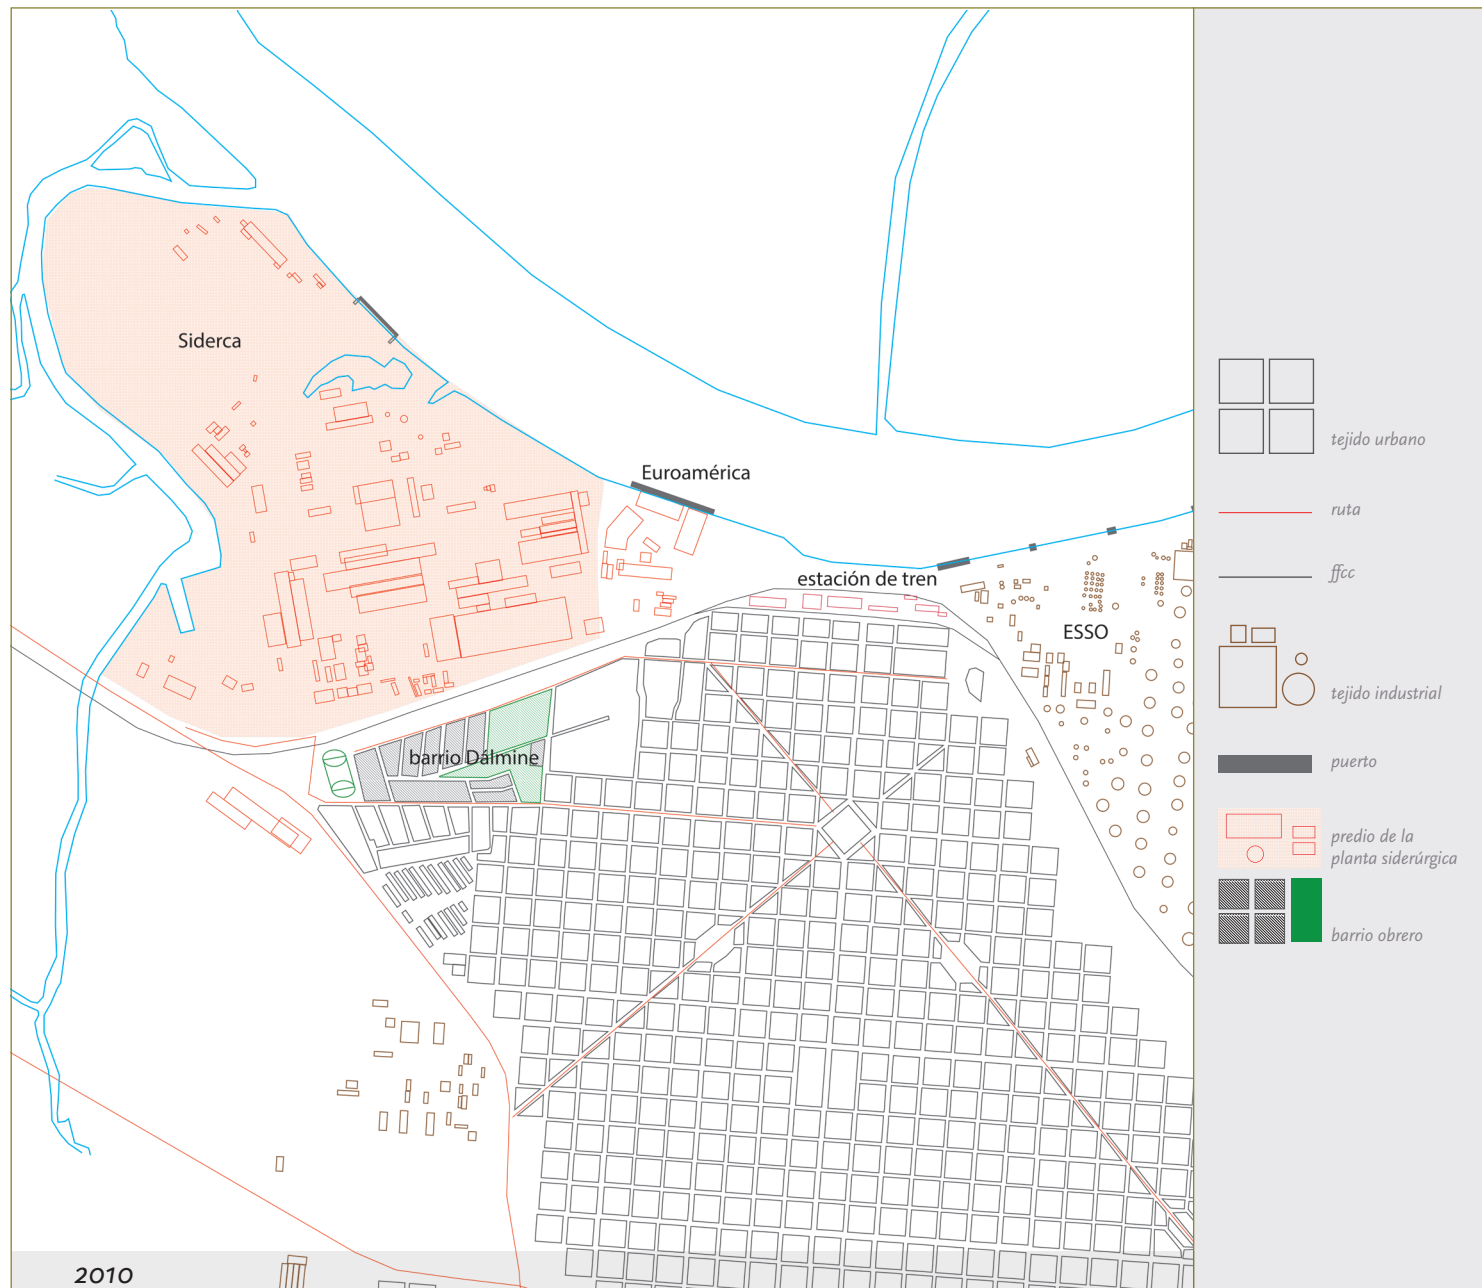 Siderca
Euroamérica
estación de tren
ESSO
barrio Dálmine
tejido urbano
ruta
ffcc
tejido industrial
puerto
predio de la
planta siderúrgica
barrio obrero
2010